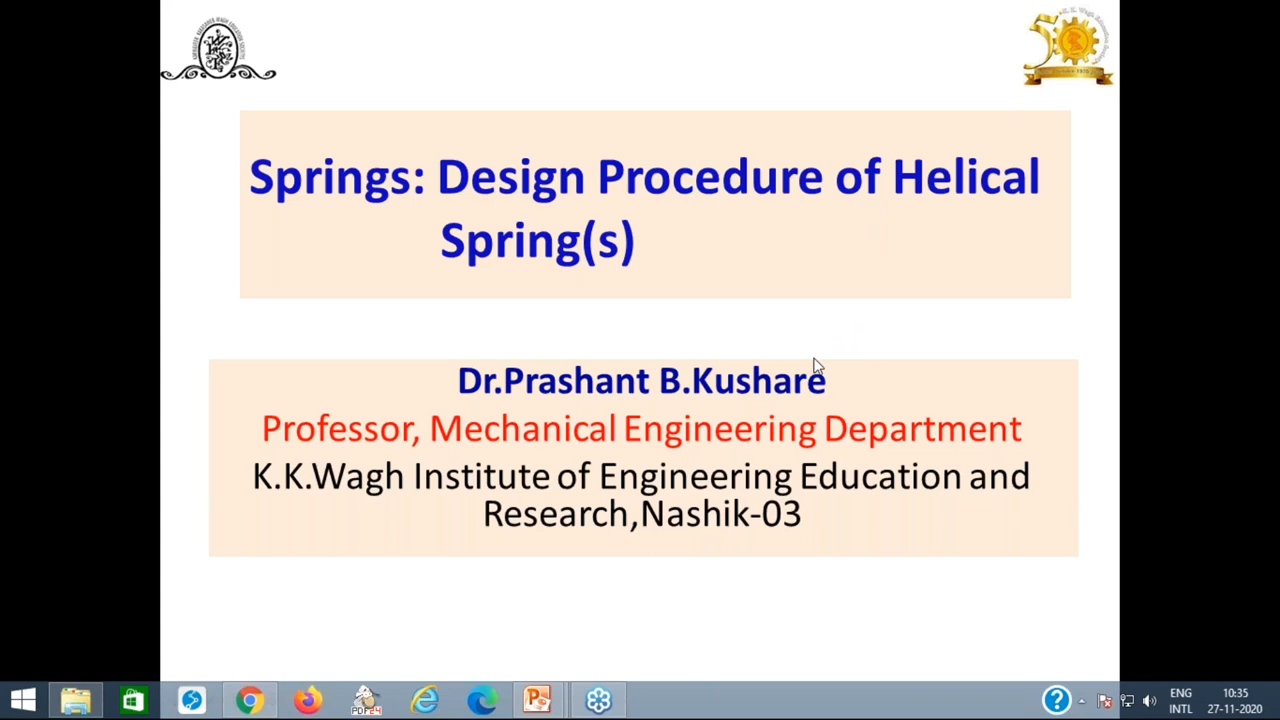 Springs: Design Procedure of Helical
Spring(s)
Dr.Prashant B.Kushare
Professor, Mechanical Engineering Department
K.K.Wagh Institute of Engineering Education and
Research,Nashik-03
PDF24
ENG
INTL
10:35
27-11-2020